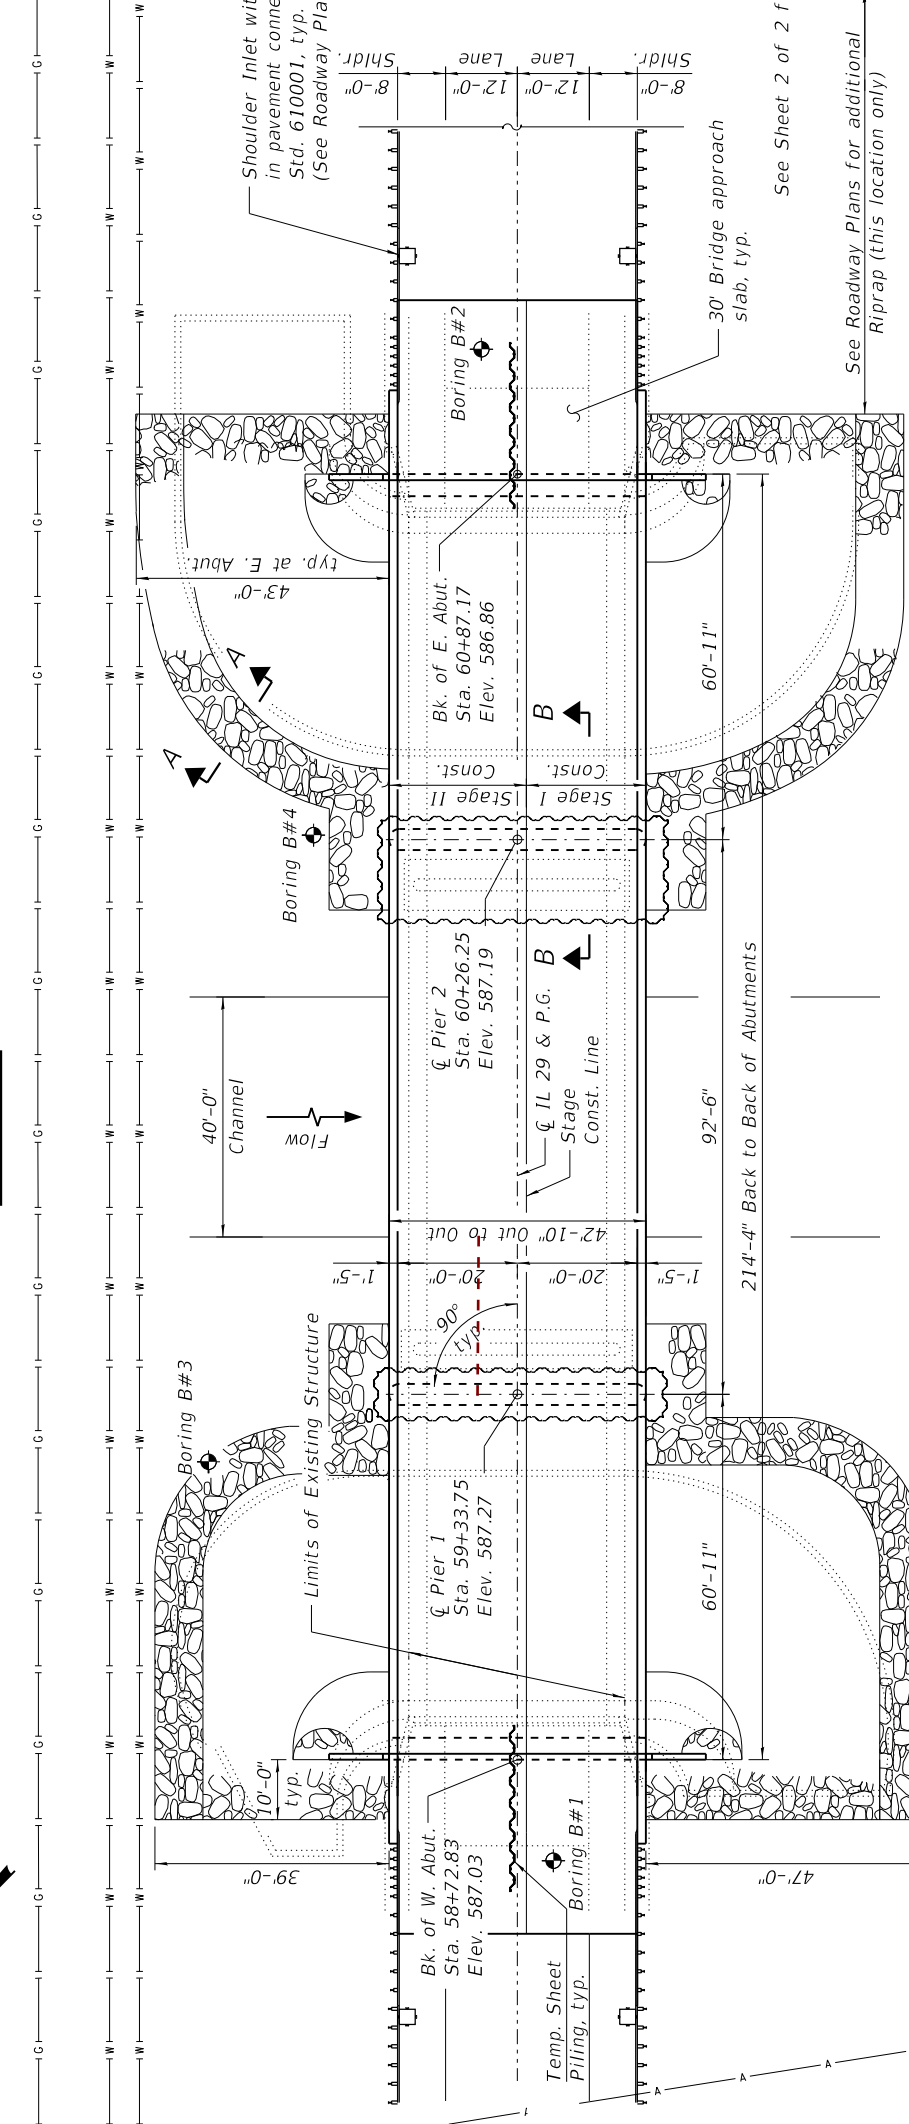 Shoulder Inlet wit
in pavement conne
Std. 610001, typ.
(See Roadway Pla
8'-0"
Shldr.
12'-0"
Lane
12'-0"
Lane
8'-0"
Shldr.
See Sheet 2 of 2 f
See Roadway Plans for additional
Riprap (this location only)
30' Bridge approach
slab, typ.
Boring B#2
43'-0"
typ. at E. Abut.
Bk. of E. Abut.
Sta. 60+87.17
Elev. 586.86
A
A
B
60'-11"
Stage II
Const.
Stage I
Const.
Boring B#4
℄ Pier 2
Sta. 60+26.25
Elev. 587.19
B
40'-0"
Channel
Flow
℄ IL 29 & P.G.
Stage
Const. Line
92'-6"
214'-4" Back to Back of Abutments
42'-10" Out to Out
1'-5"
20'-0"
20'-0"
1'-5"
90°
typ.
Boring B#3
Limits of Existing Structure
℄ Pier 1
Sta. 59+33.75
Elev. 587.27
60'-11"
10'-0"
typ.
39'-0"
47'-0"
Bk. of W. Abut.
Sta. 58+72.83
Elev. 587.03
Boring B#1
Temp. Sheet
Piling, typ.
G G G G G G G G G G G G G G
W W W W W W W W W W W W W W
W W W W W W W W W W W W W W
1 A A A